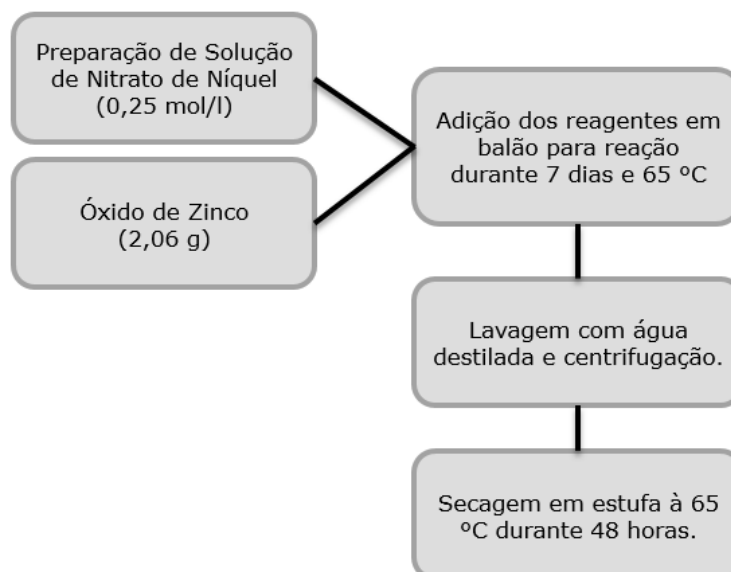 Preparação de Solução
de Nitrato de Níquel
(0,25 mol/l)
Óxido de Zinco
(2,06 g)
Adição dos reagentes em
balão para reação
durante 7 dias e 65 ºC
Lavagem com água
destilada e centrifugação.
Secagem em estufa à 65
ºC durante 48 horas.